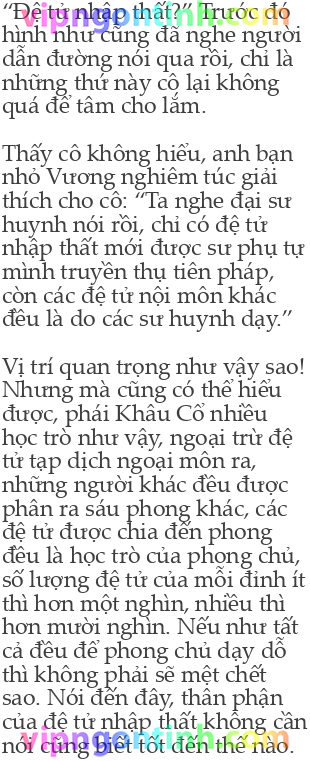 “Đệ tử nhập thất?” Trước đó
hình như cũng đã nghe người
dẫn đường nói qua rồi, chỉ là
những thứ này cô lại không
quá để tâm cho lắm.
Thấy cô không hiểu, anh bạn
nhỏ Vương nghiêm túc giải
thích cho cô: “Ta nghe đại sư
huynh nói rồi, chỉ có đệ tử
nhập thất mới được sư phụ tự
mình truyền thụ tiên pháp,
còn các đệ tử nội môn khác
đều là do các sư huynh dạy.”
Vị trí quan trọng như vậy sao!
Nhưng mà cũng có thể hiểu
được, phái Khâu Cổ nhiều
học trò như vậy, ngoại trừ đệ
tử tạp dịch ngoại môn ra,
những người khác đều được
phân ra sáu phong khác, các
đệ tử được chia đến phong
đều là học trò của phong chủ,
số lượng đệ tử của mỗi đỉnh ít
thì hơn một nghìn, nhiều thì
hơn mười nghìn. Nếu như tất
cả đều để phong chủ dạy dỗ
thì không phải sẽ mệt chết
sao. Nói đến đây, thân phận
của đệ tử nhập thất không cần
nói cũng biết tốt đến thế nào.
vipngontinh.com
vipngontinh.com